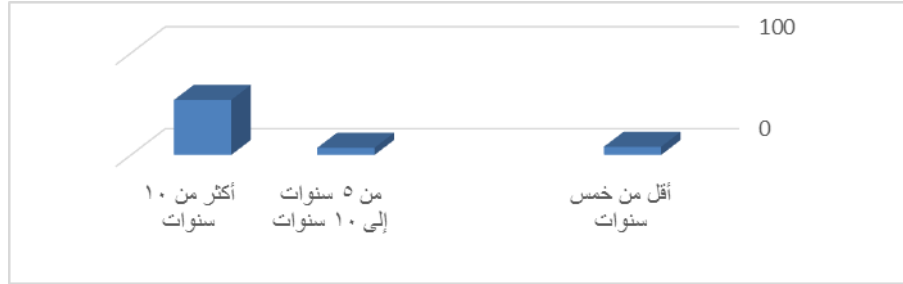 100
0
أقل من خمس
سنوات
من ٥ سنوات
إلى ١٠ سنوات
أكثر من ١٠
سنوات